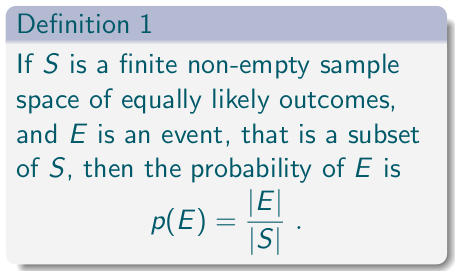 Definition 1
If S is a finite non-empty sample
space of equally likely outcomes,
and E is an event, that is a subset
of S, then the probability of E is
p(E) = |E| / |S| .